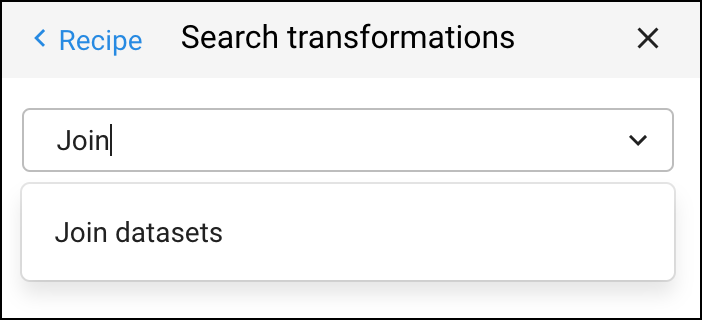 Recipe Search transformations
Join
Join datasets